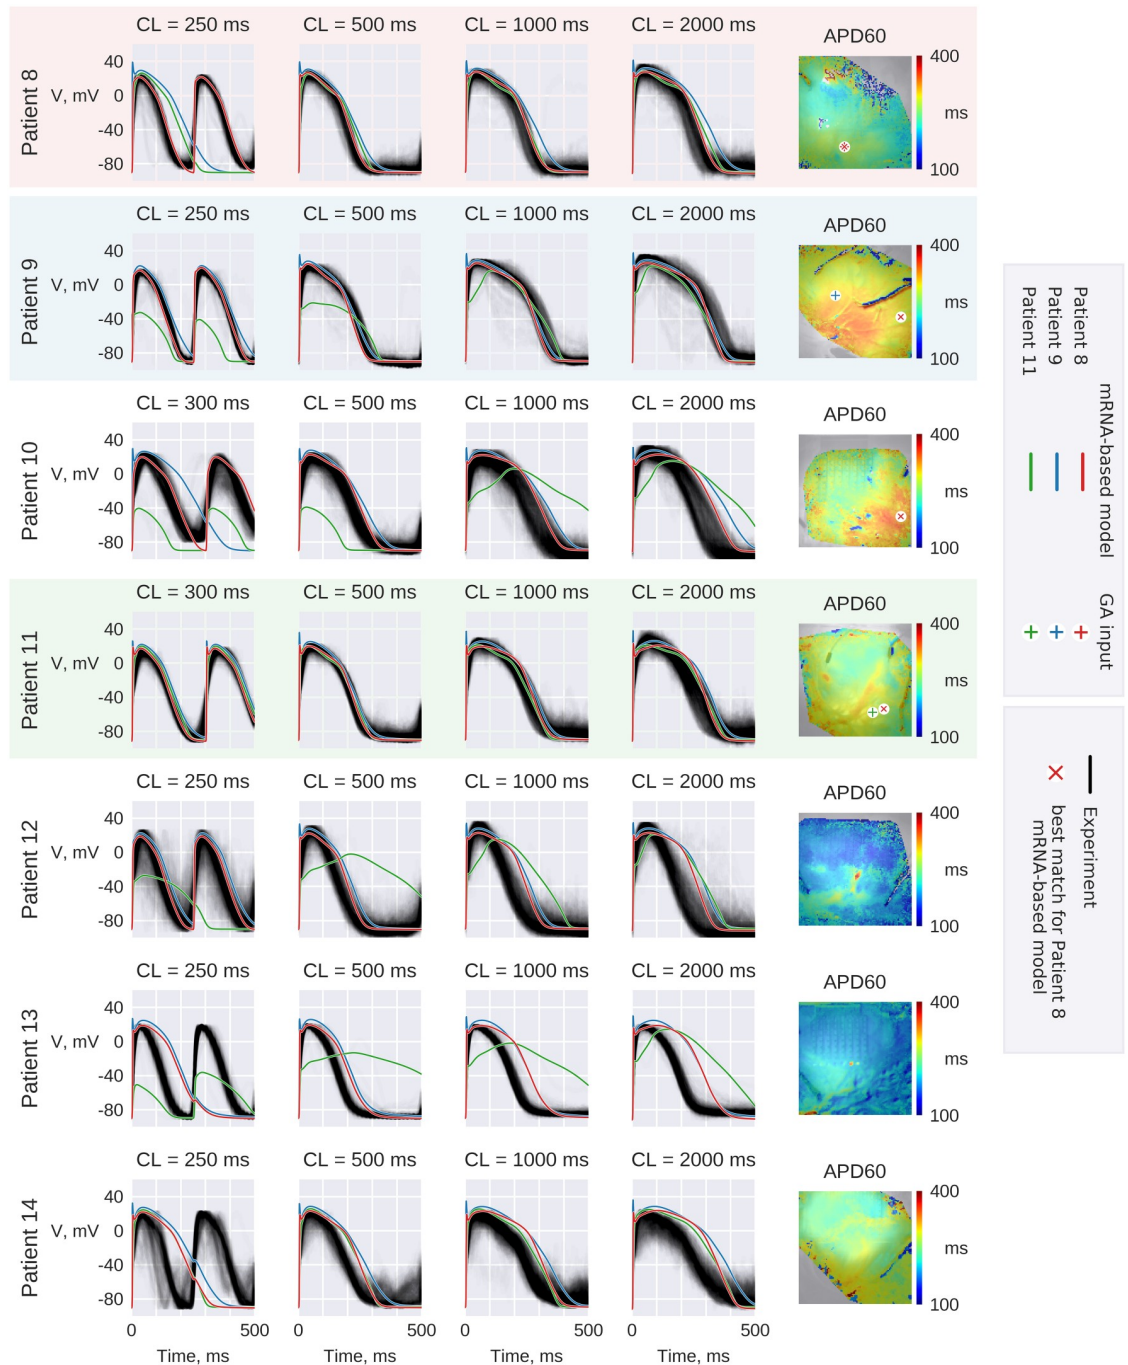 CL = 250 ms CL = 500 ms CL = 1000 ms CL = 2000 ms APD60
Patient 8
V, mV
40
0
-40
-80
400
ms
100
CL = 250 ms CL = 500 ms CL = 1000 ms CL = 2000 ms APD60
Patient 9
V, mV
40
0
-40
-80
400
ms
100
CL = 300 ms CL = 500 ms CL = 1000 ms CL = 2000 ms APD60
Patient 10
V, mV
40
0
-40
-80
400
ms
100
CL = 300 ms CL = 500 ms CL = 1000 ms CL = 2000 ms APD60
Patient 11
V, mV
40
0
-40
-80
400
ms
100
CL = 250 ms CL = 500 ms CL = 1000 ms CL = 2000 ms APD60
Patient 12
V, mV
40
0
-40
-80
400
ms
100
CL = 250 ms CL = 500 ms CL = 1000 ms CL = 2000 ms APD60
Patient 13
V, mV
40
0
-40
-80
400
ms
100
CL = 250 ms CL = 500 ms CL = 1000 ms CL = 2000 ms APD60
Patient 14
V, mV
40
0
-40
-80
400
ms
100
0 500 0 500 0 500 0 500
Time, ms Time, ms Time, ms Time, ms
mRNA-based model GA input
Patient 8
Patient 9
Patient 11
Experiment
best match for Patient 8
mRNA-based model